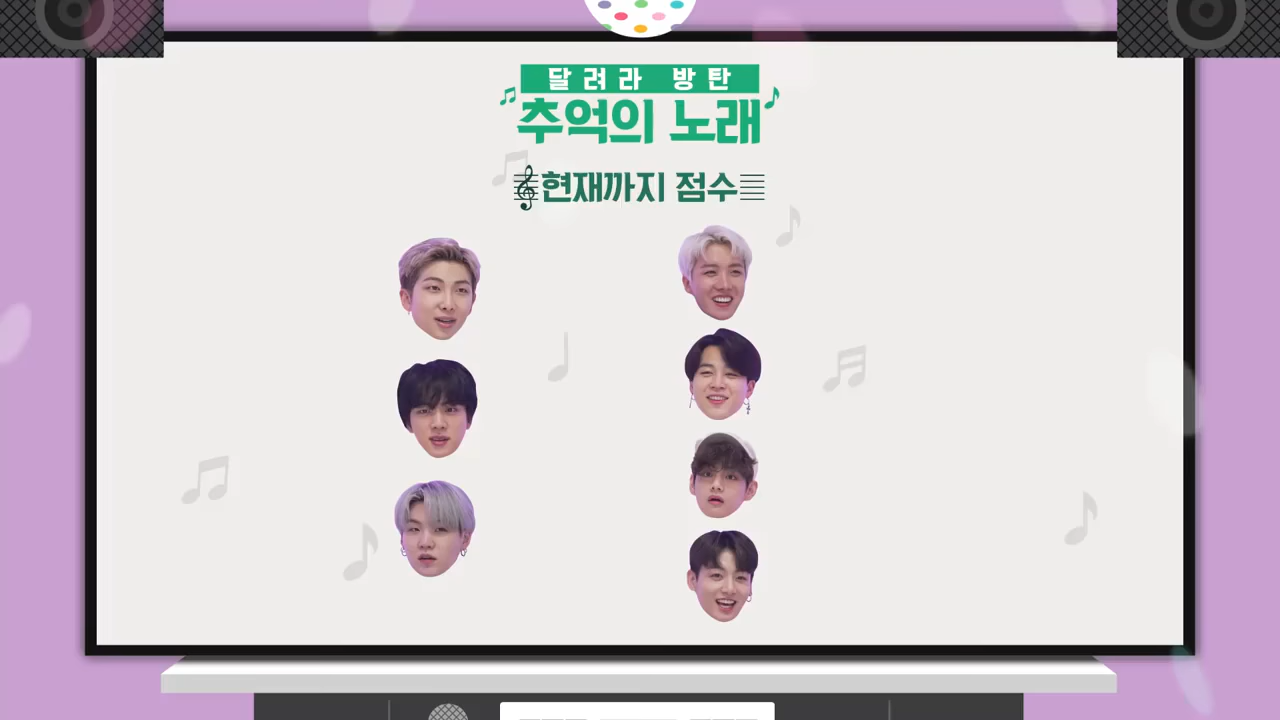 달려라 방탄
추억의 노래
현재까지 점수